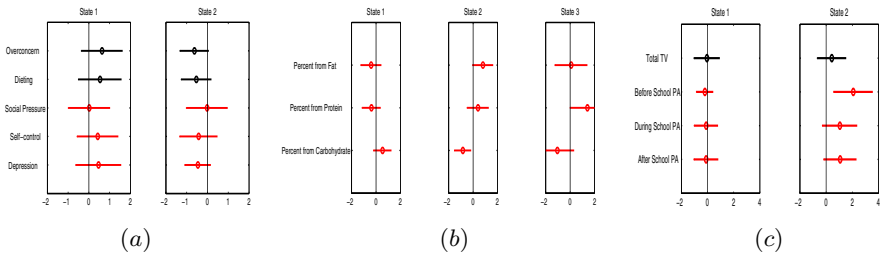 State 1
State 2
Overconcern
Dieting
Social Pressure
Self-control
Depression
-2 -1 0 1 2
-2 -1 0 1 2
(a)
State 1
State 2
State 3
Percent from Fat
Percent from Protein
Percent from Carbohydrate
-2 0 2
-2 0 2
-2 0 2
(b)
State 1
State 2
Total TV
Before School PA
During School PA
After School PA
-2 0 2 4
-2 0 2 4
(c)